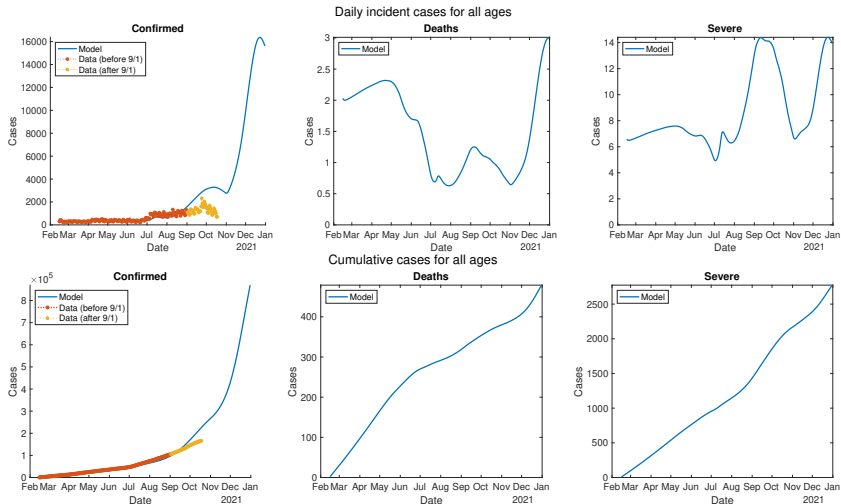 Daily incident cases for all ages
Confirmed
Model
Data (before 9/1)
Data (after 9/1)
Cases
16000
14000
12000
10000
8000
6000
4000
2000
0
Feb Mar Apr May Jun Jul Aug Sep Oct Nov Dec Jan
Date
2021
Deaths
Model
Cases
3
2.5
2
1.5
1
0.5
0
Feb Mar Apr May Jun Jul Aug Sep Oct Nov Dec Jan
Date
2021
Severe
Model
Cases
14
12
10
8
6
4
2
0
Feb Mar Apr May Jun Jul Aug Sep Oct Nov Dec Jan
Date
2021
Cumulative cases for all ages
Confirmed
×10⁵
Model
Data (before 9/1)
Data (after 9/1)
Cases
8
7
6
5
4
3
2
1
0
Feb Mar Apr May Jun Jul Aug Sep Oct Nov Dec Jan
Date
2021
Deaths
Model
Cases
400
300
200
100
0
Feb Mar Apr May Jun Jul Aug Sep Oct Nov Dec Jan
Date
2021
Severe
Model
Cases
2500
2000
1500
1000
500
0
Feb Mar Apr May Jun Jul Aug Sep Oct Nov Dec Jan
Date
2021